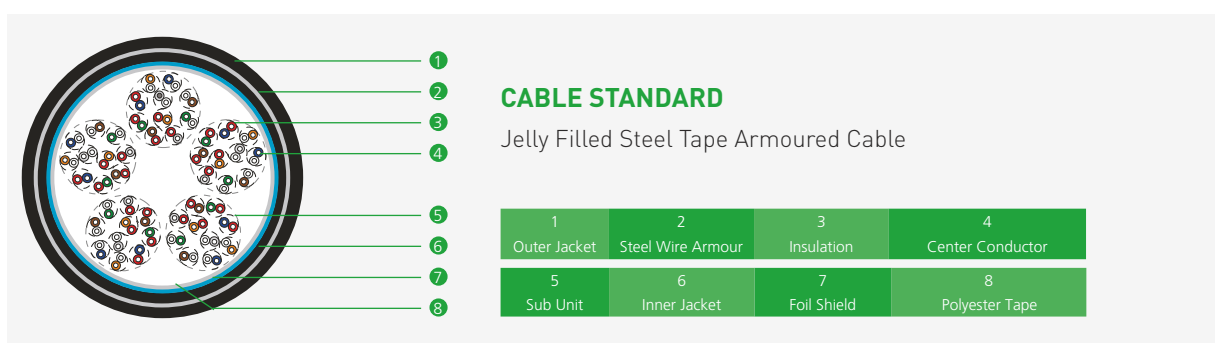 1
2
3
4
5
6
7
8
CABLE STANDARD
Jelly Filled Steel Tape Armoured Cable
1 2 3 4
Outer Jacket Steel Wire Armour Insulation Center Conductor
5 6 7 8
Sub Unit Inner Jacket Foil Shield Polyester Tape